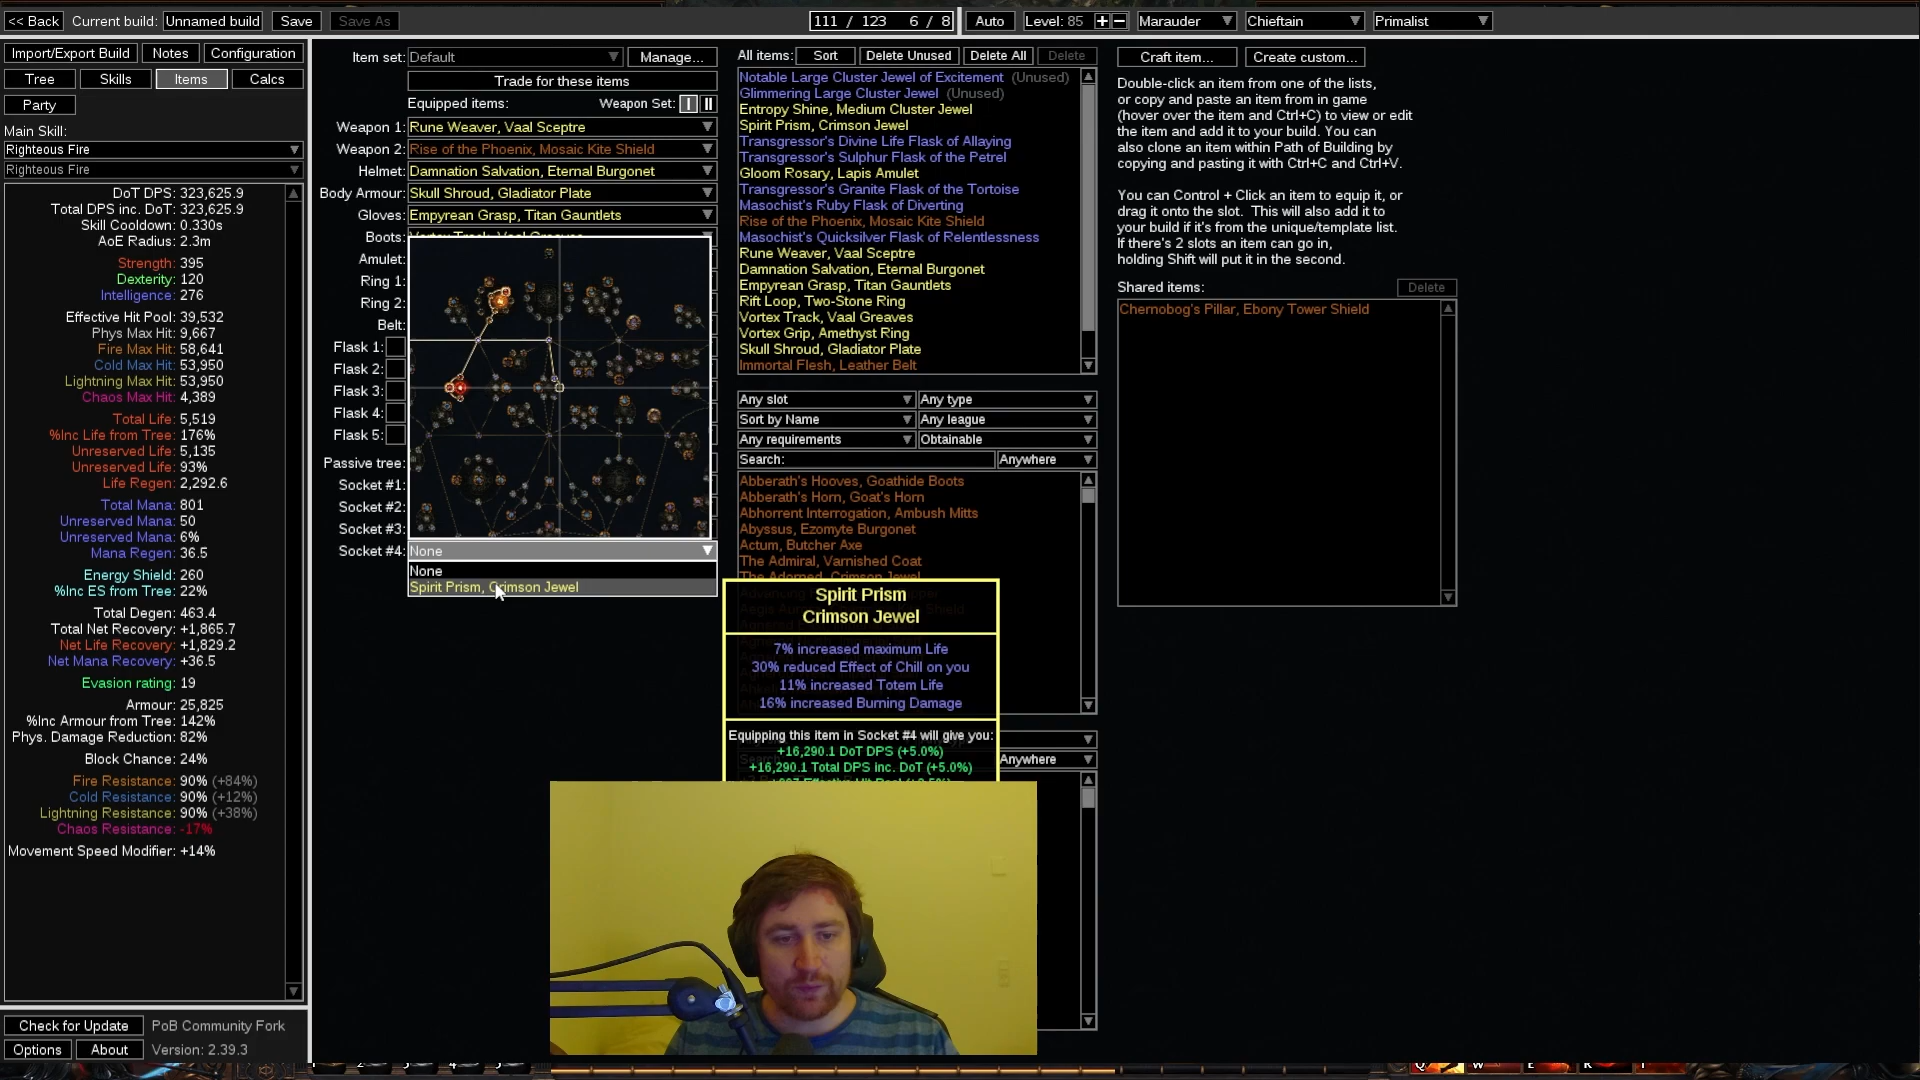 << Back Current build: Unnamed build Save Save As 111 / 123 6 / 8 Auto Level: 85 Marauder Chieftain Primalist
Import/Export Build Notes Configuration
Tree Skills Items Calcs
Party
Main Skill:
Righteous Fire
Righteous Fire
DoT DPS: 323,625.9
Total DPS inc. DoT: 323,625.9
Skill Cooldown: 0.330s
AoE Radius: 2.3m
Strength: 395
Dexterity: 120
Intelligence: 276
Effective Hit Pool: 39,532
Phys Max Hit: 9,667
Fire Max Hit: 58,641
Cold Max Hit: 53,950
Lightning Max Hit: 53,950
Chaos Max Hit: 4,389
Total Life: 5,519
%Inc Life from Tree: 176%
Unreserved Life: 5,135
Unreserved Life: 93%
Life Regen: 2,292.6
Total Mana: 801
Unreserved Mana: 50
Unreserved Mana: 6%
Mana Regen: 36.5
Energy Shield: 260
%Inc ES from Tree: 22%
Total Degen: 463.4
Total Net Recovery: +1,865.7
Net Life Recovery: +1,829.2
Net Mana Recovery: +36.5
Evasion rating: 19
Armour: 25,825
%Inc Armour from Tree: 142%
Phys. Damage Reduction: 82%
Block Chance: 24%
Fire Resistance: 90% (+84%)
Cold Resistance: 90% (+12%)
Lightning Resistance: 90% (+38%)
Chaos Resistance: -17%
Movement Speed Modifier: +14%
Check for Update PoB Community Fork
Options About Version: 2.39.3
Item set: Default Manage...
Trade for these items
Equipped items: Weapon Set: I II
Weapon 1: Rune Weaver, Vaal Sceptre
Weapon 2: Rise of the Phoenix, Mosaic Kite Shield
Helmet: Damnation Salvation, Eternal Burgonet
Body Armour: Skull Shroud, Gladiator Plate
Gloves: Empyrean Grasp, Titan Gauntlets
Boots: Vortex Track, Vaal Greaves
Amulet:
Ring 1:
Ring 2:
Belt:
Flask 1:
Flask 2:
Flask 3:
Flask 4:
Flask 5:
Passive tree:
Socket #1:
Socket #2:
Socket #3:
Socket #4: None
None
Spirit Prism, Crimson Jewel
All items: Sort Delete Unused Delete All Delete
Notable Large Cluster Jewel of Excitement (Unused)
Glimmering Large Cluster Jewel (Unused)
Entropy Shine, Medium Cluster Jewel
Spirit Prism, Crimson Jewel
Transgressor's Divine Life Flask of Allaying
Transgressor's Sulphur Flask of the Petrel
Gloom Rosary, Lapis Amulet
Transgressor's Granite Flask of the Tortoise
Masochist's Ruby Flask of Diverting
Rise of the Phoenix, Mosaic Kite Shield
Masochist's Quicksilver Flask of Relentlessness
Rune Weaver, Vaal Sceptre
Damnation Salvation, Eternal Burgonet
Empyrean Grasp, Titan Gauntlets
Rift Loop, Two-Stone Ring
Vortex Track, Vaal Greaves
Vortex Grip, Amethyst Ring
Skull Shroud, Gladiator Plate
Immortal Flesh, Leather Belt
Any slot Any type
Sort by Name Any league
Any requirements Obtainable
Search: Anywhere
Abberath's Hooves, Goathide Boots
Abberath's Horn, Goat's Horn
Abhorrent Interrogation, Ambush Mitts
Abyssus, Ezomyte Burgonet
Actum, Butcher Axe
The Admiral, Varnished Coat
The Adorned, Crimson Jewel
Spirit Prism
Crimson Jewel
7% increased maximum Life
30% reduced Effect of Chill on you
11% increased Totem Life
16% increased Burning Damage
Equipping this item in Socket #4 will give you:
+16,290.1 DoT DPS (+5.0%)
+16,290.1 Total DPS inc. DoT (+5.0%)
Anywhere
Craft item... Create custom...
Double-click an item from one of the lists,
or copy and paste an item from in game
(hover over the item and Ctrl+C) to view or edit
the item and add it to your build. You can
also clone an item within Path of Building by
copying and pasting it with Ctrl+C and Ctrl+V.
You can Control + Click an item to equip it, or
drag it onto the slot. This will also add it to
your build if it's from the unique/template list.
If there's 2 slots an item can go in,
holding Shift will put it in the second.
Shared items: Delete
Chernobog's Pillar, Ebony Tower Shield